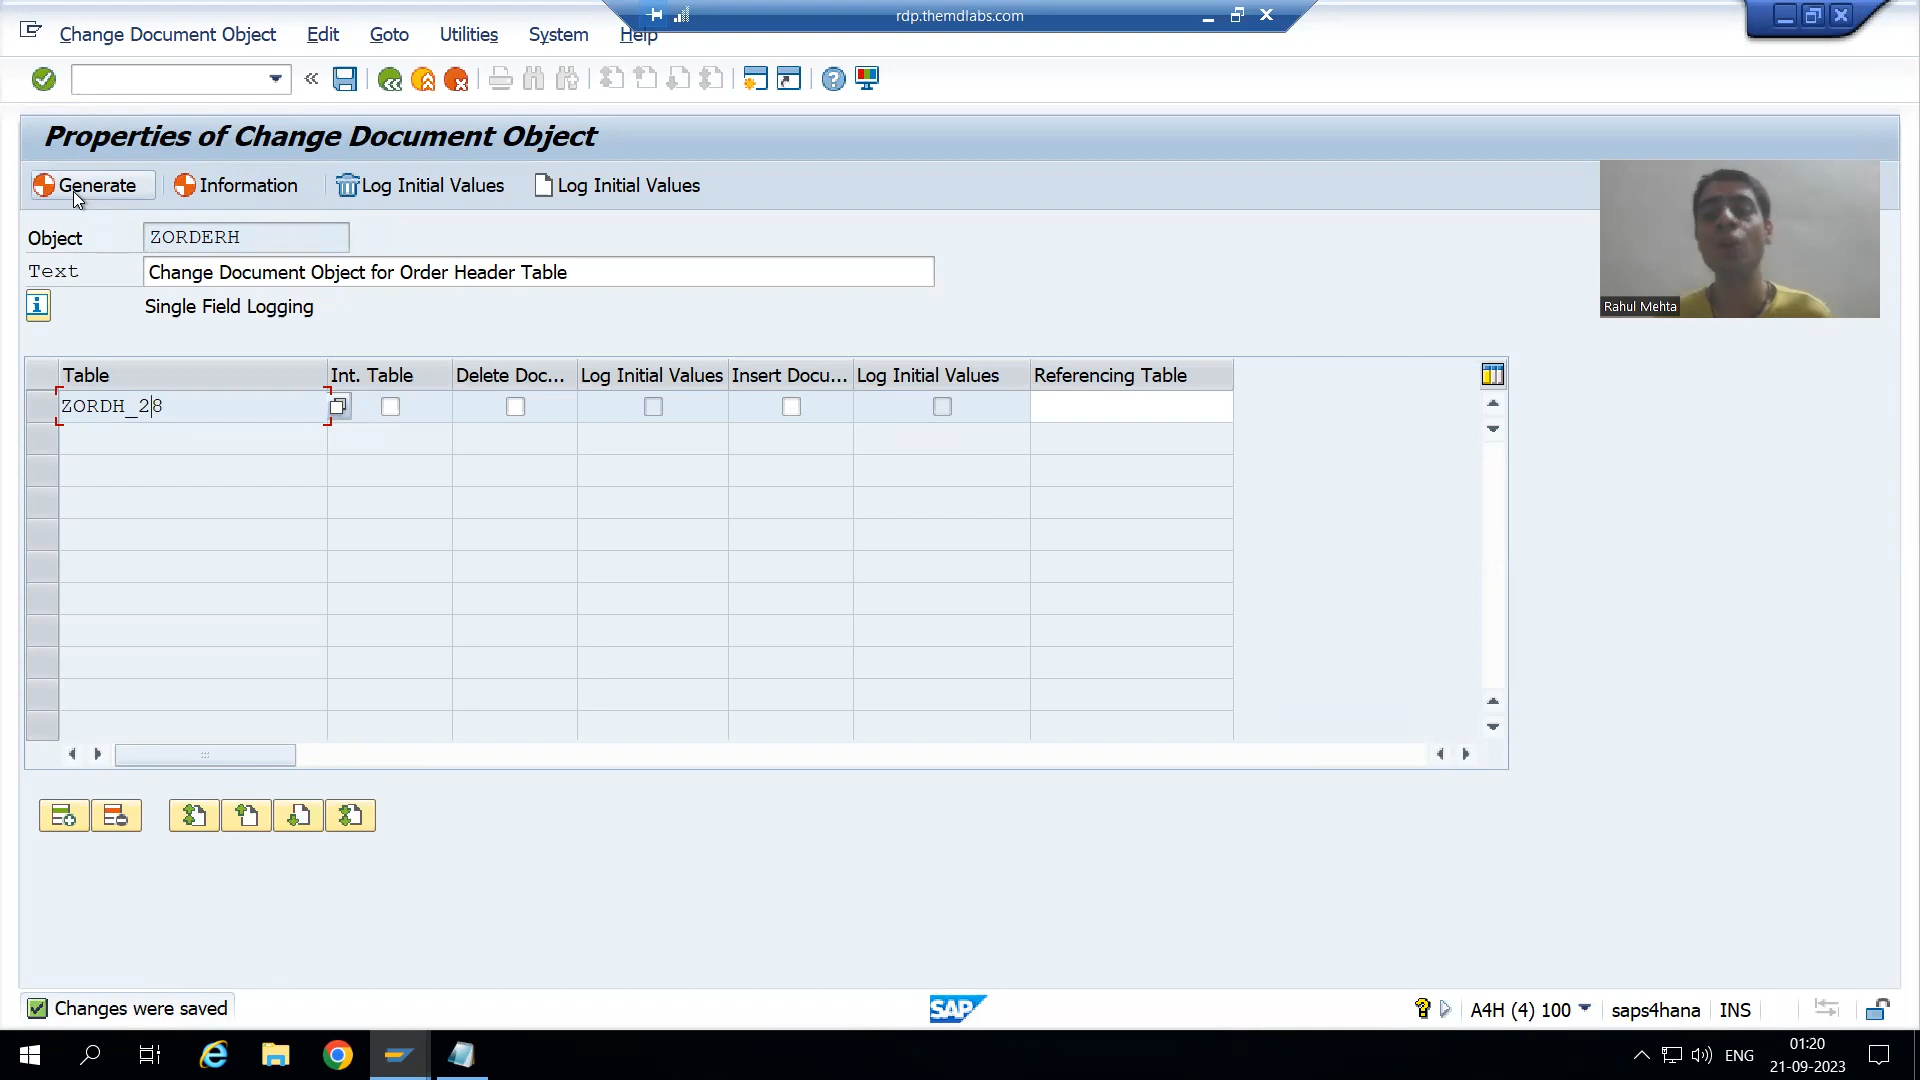 rdp.themdlabs.com
Change Document Object Edit Goto Utilities System Help
Properties of Change Document Object
Generate Information Log Initial Values Log Initial Values
Object ZORDERH
Text Change Document Object for Order Header Table
Single Field Logging
Rahul Mehta
Table Int. Table Delete Doc... Log Initial Values Insert Docu... Log Initial Values Referencing Table
ZORDH_28
Changes were saved
SAP
A4H (4) 100 saps4hana INS
ENG
01:20
21-09-2023